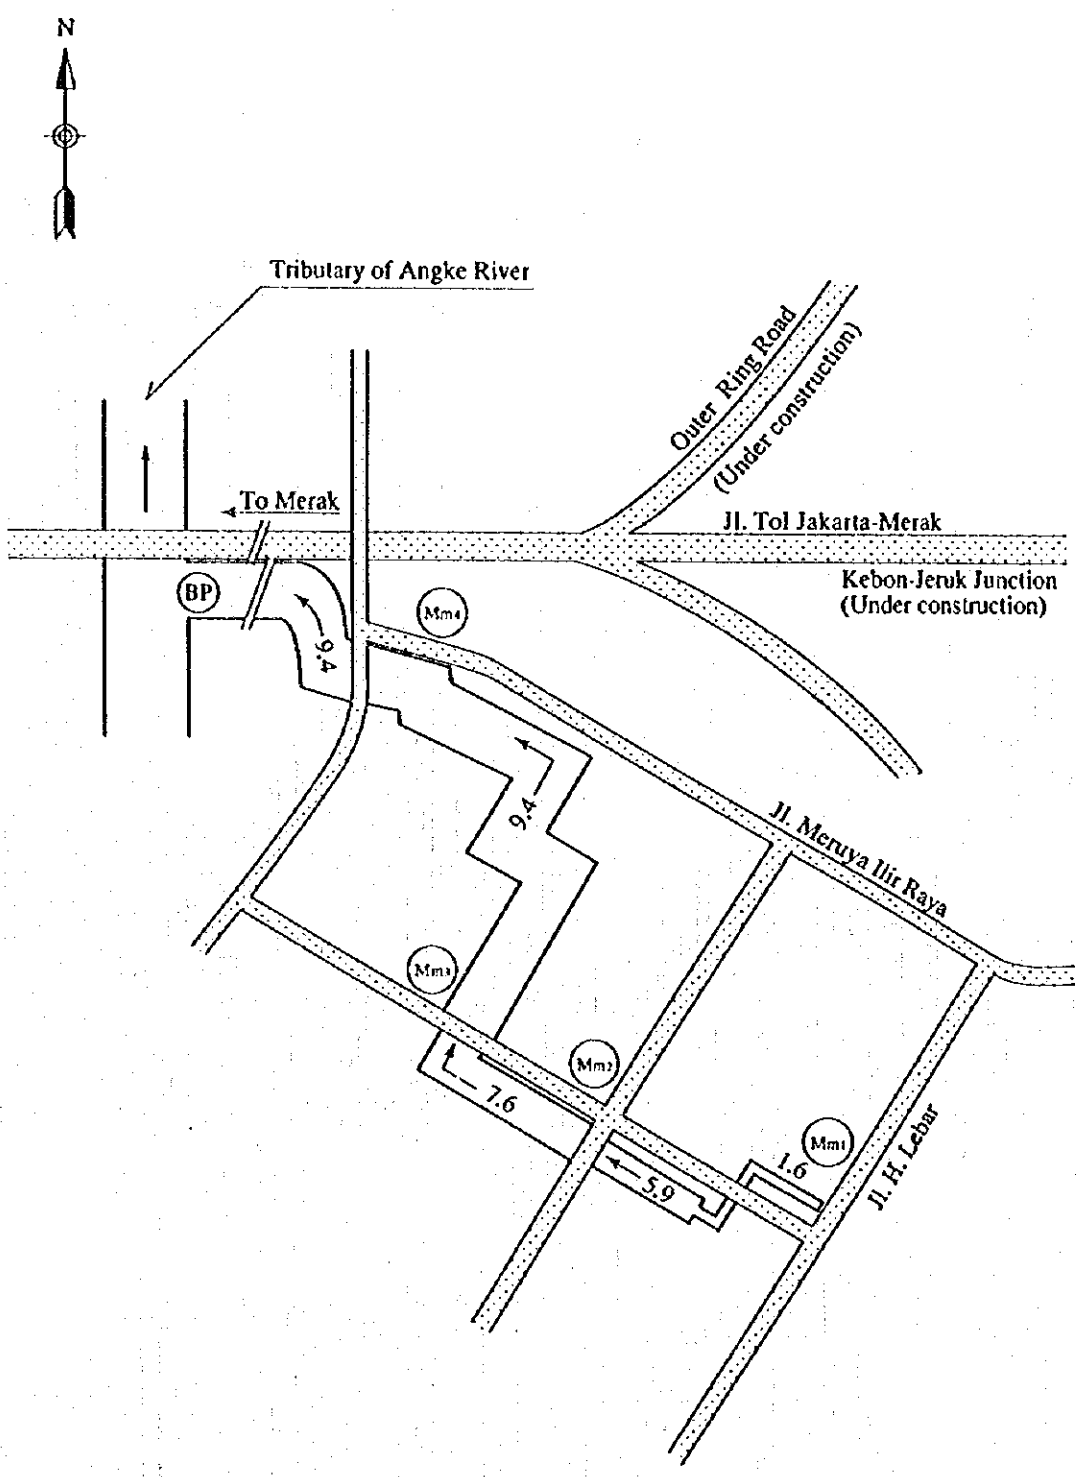 N
Tributary of Angke River
Outer Ring Road
(Under construction)
To Merak
Jl. Tol Jakarta-Merak
Kebon-Jeruk Junction
(Under construction)
BP
Mm4
9.4
9.4
Jl. Meruya Ilir Raya
Mm3
Mm2
7.6
Mm1
1.6
5.9
Jl. H. Lebar